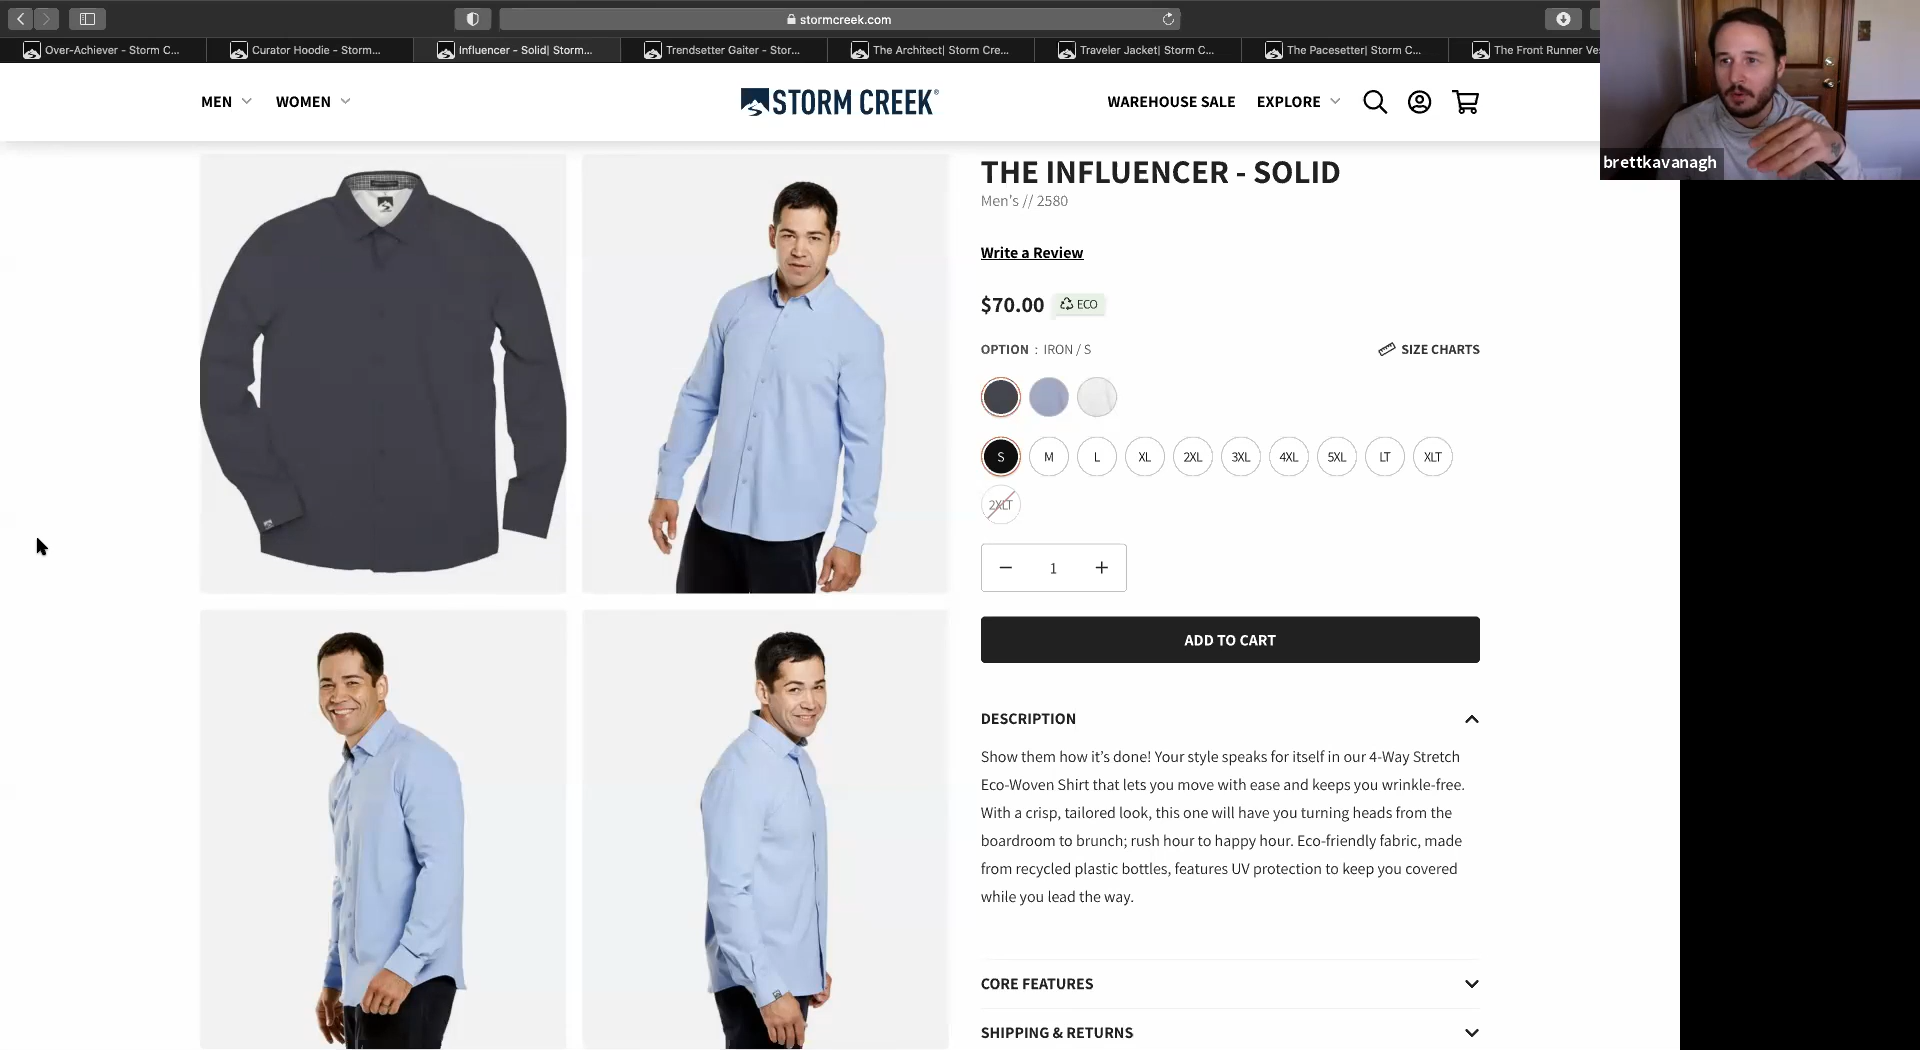 stormcreek.com
Over-Achiever - Storm C...
Curator Hoodie - Storm...
Influencer - Solid| Storm...
Trendsetter Gaiter - Stor...
The Architect| Storm Cre...
Traveler Jacket| Storm C...
The Pacesetter| Storm C...
The Front Runner Ves
brettkavanagh
MEN
WOMEN
STORM CREEK®
WAREHOUSE SALE
EXPLORE
THE INFLUENCER - SOLID
Men's // 2580
Write a Review
$70.00 ECO
OPTION : IRON / S
SIZE CHARTS
S M L XL 2XL 3XL 4XL 5XL LT XLT
2XLT
− 1 +
ADD TO CART
DESCRIPTION
Show them how it’s done! Your style speaks for itself in our 4-Way Stretch
Eco-Woven Shirt that lets you move with ease and keeps you wrinkle-free.
With a crisp, tailored look, this one will have you turning heads from the
boardroom to brunch; rush hour to happy hour. Eco-friendly fabric, made
from recycled plastic bottles, features UV protection to keep you covered
while you lead the way.
CORE FEATURES
SHIPPING & RETURNS